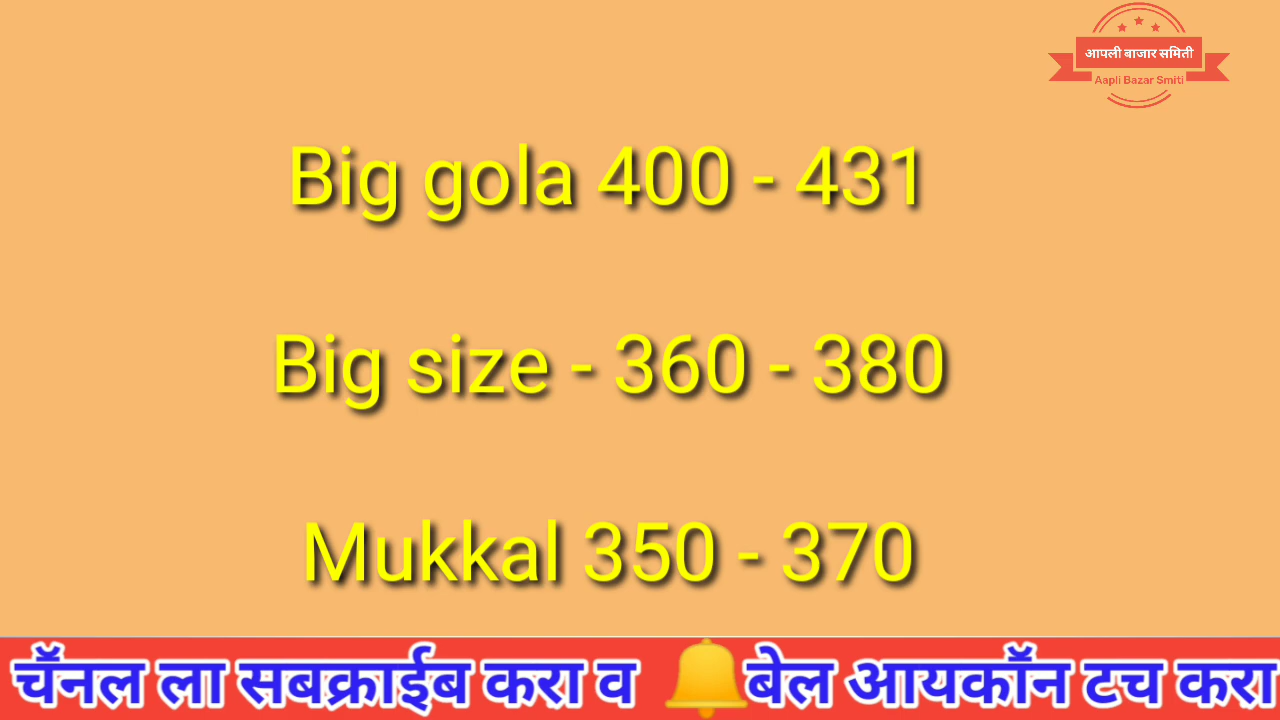 आपली बाजार समिती
Aapli Bazar Smiti
Big gola 400 - 431
Big size - 360 - 380
Mukkal 350 - 370
चॅनल ला सबक्राईब करा व बेल आयकॉन टच करा